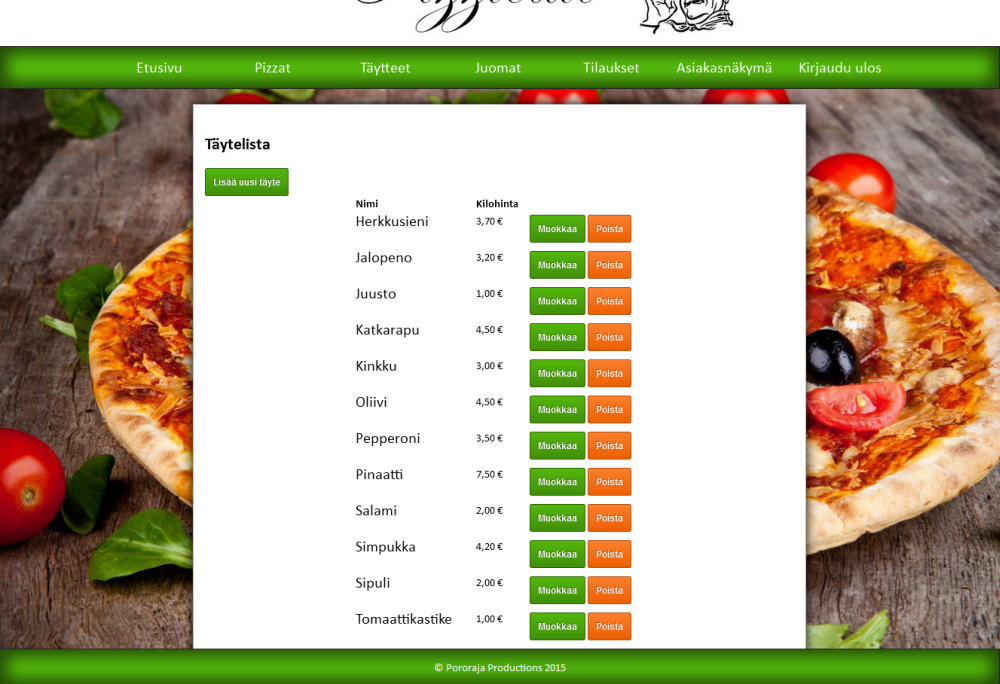 Etusivu Pizzat Täytteet Juomat Tilaukset Asiakasnäkymä Kirjaudu ulos
Täytelista
Lisää uusi täyte
Nimi Kilohinta
Herkkusieni 3,70 € Muokkaa Poista
Jalopeno 3,20 € Muokkaa Poista
Juusto 1,00 € Muokkaa Poista
Katkarapu 4,50 € Muokkaa Poista
Kinkku 3,00 € Muokkaa Poista
Oliivi 4,50 € Muokkaa Poista
Pepperoni 3,50 € Muokkaa Poista
Pinaatti 7,50 € Muokkaa Poista
Salami 2,00 € Muokkaa Poista
Simpukka 4,20 € Muokkaa Poista
Sipuli 2,00 € Muokkaa Poista
Tomaattikastike 1,00 € Muokkaa Poista
© Pororaja Productions 2015